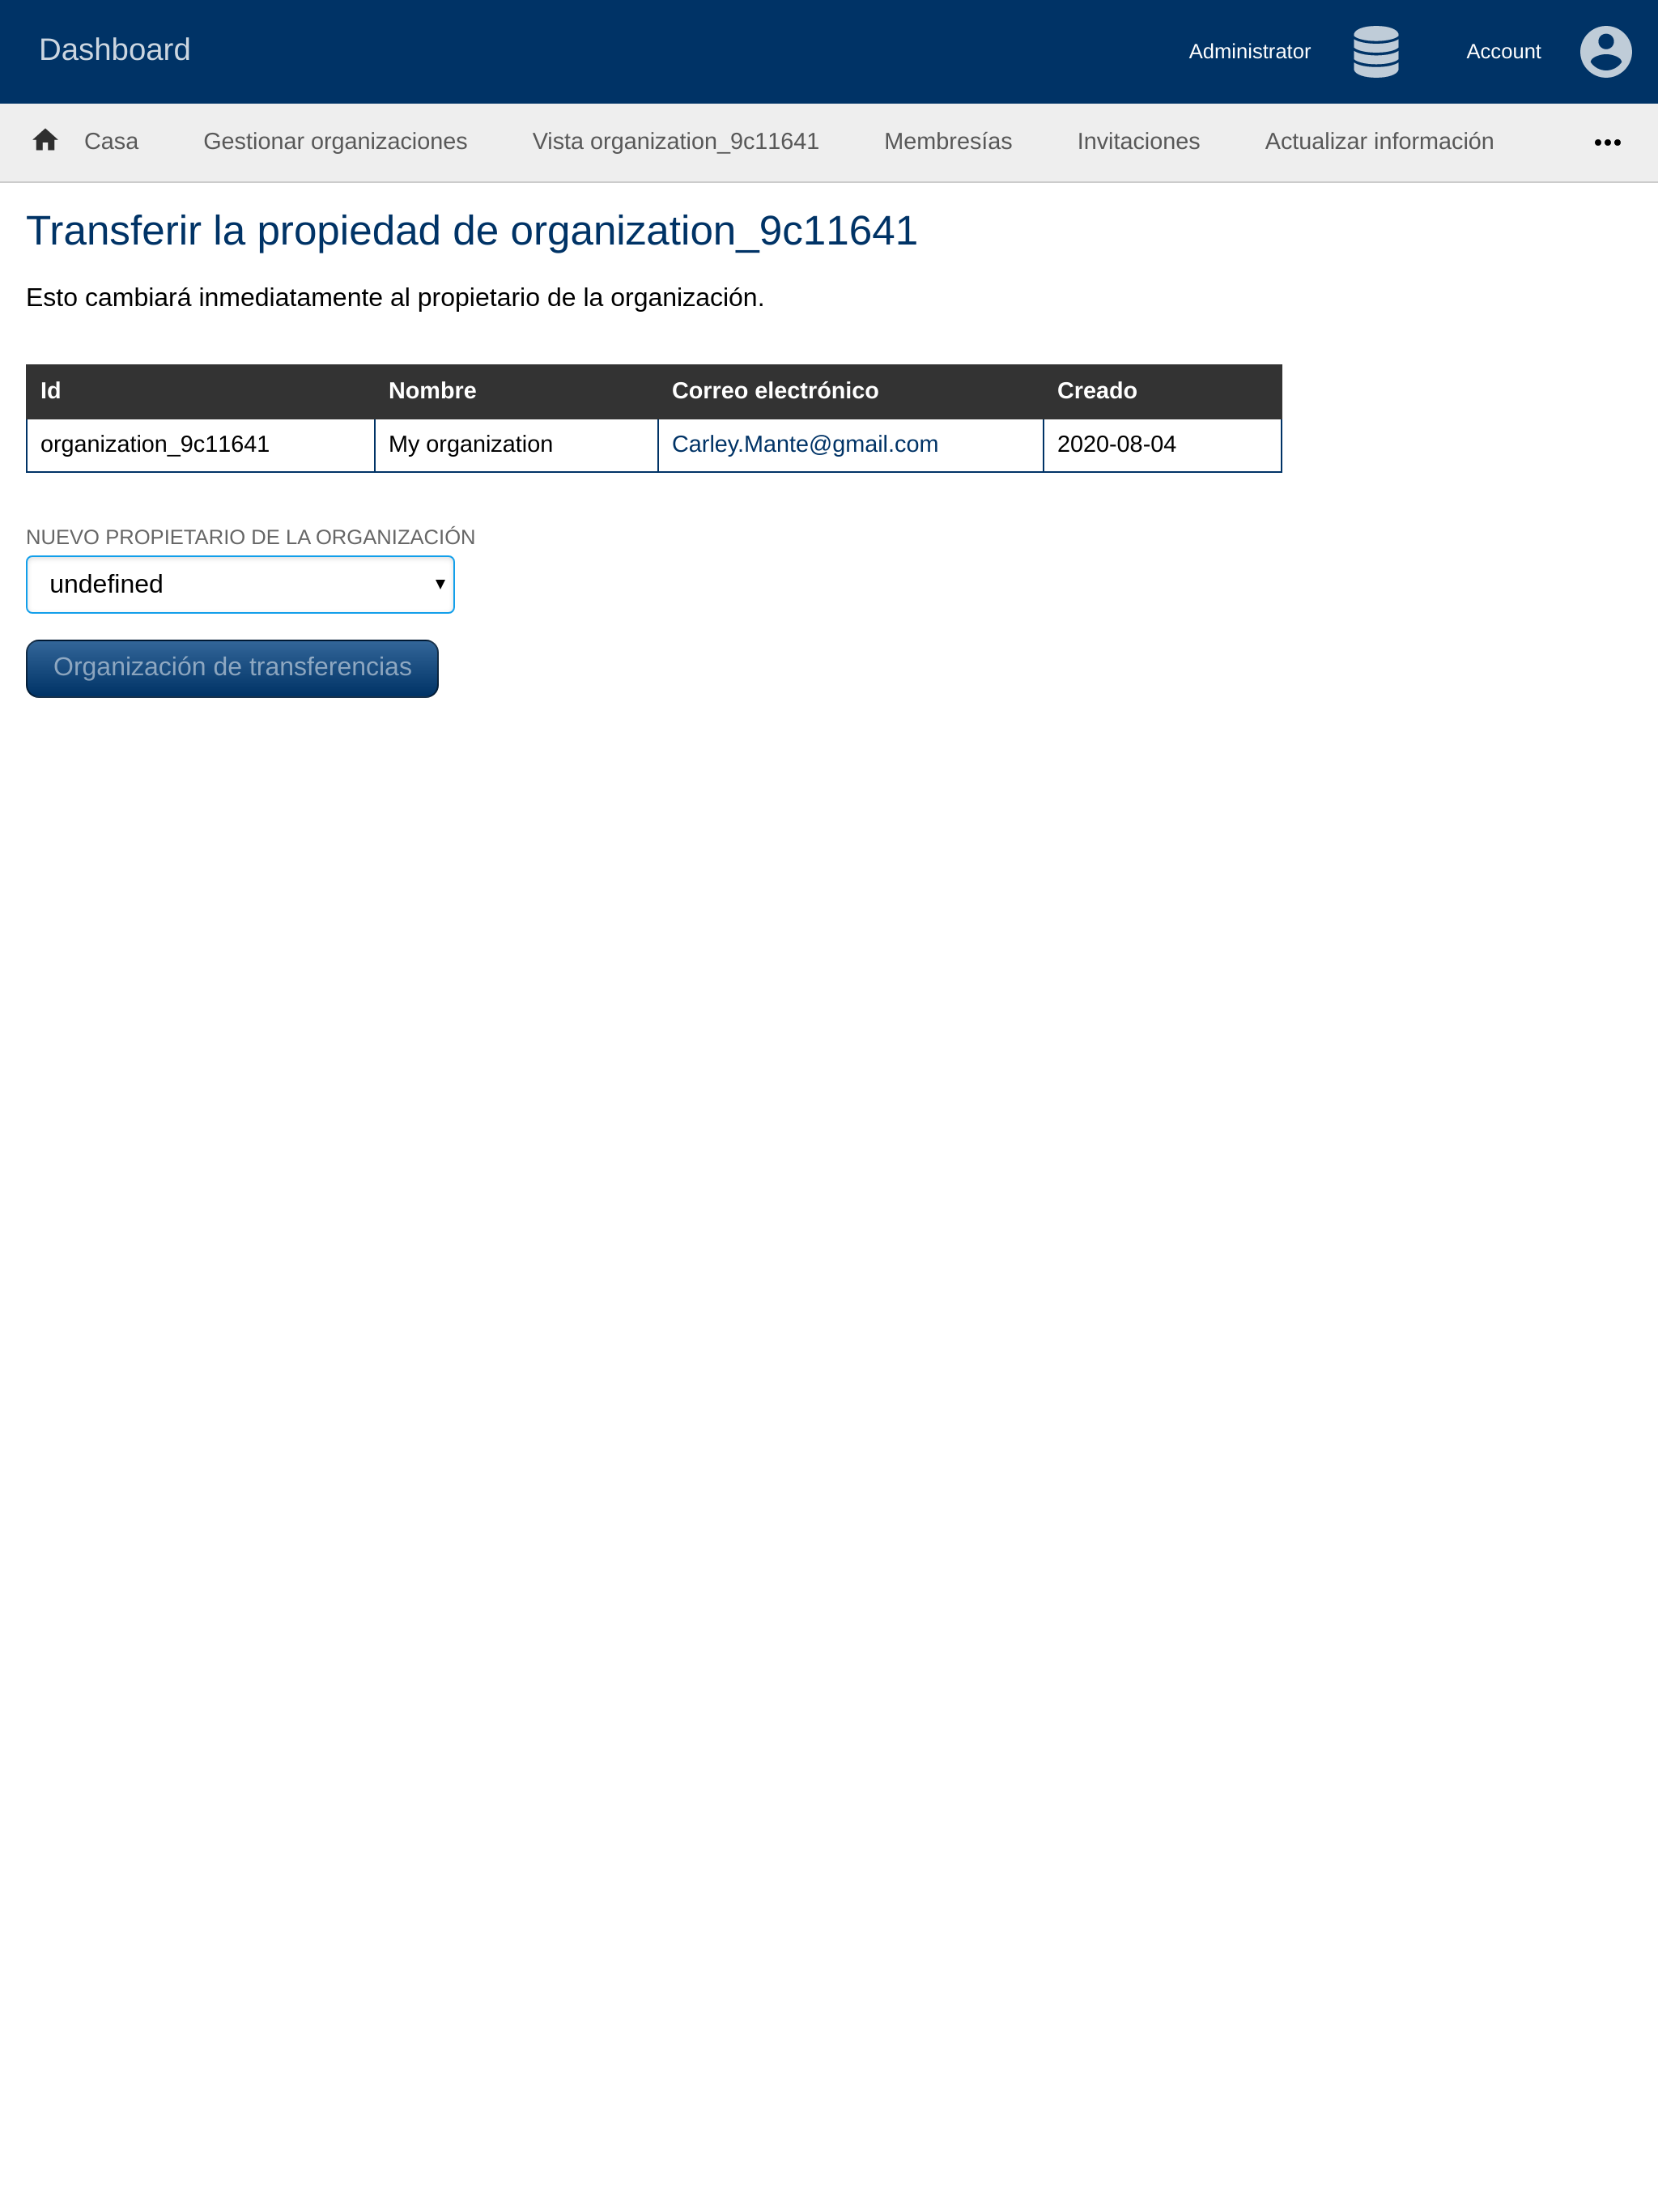 Dashboard Administrator Account
Casa Gestionar organizaciones Vista organization_9c11641 Membresías Invitaciones Actualizar información •••
Transferir la propiedad de organization_9c11641
Esto cambiará inmediatamente al propietario de la organización.
Id Nombre Correo electrónico Creado
organization_9c11641 My organization Carley.Mante@gmail.com 2020-08-04
NUEVO PROPIETARIO DE LA ORGANIZACIÓN
undefined
Organización de transferencias